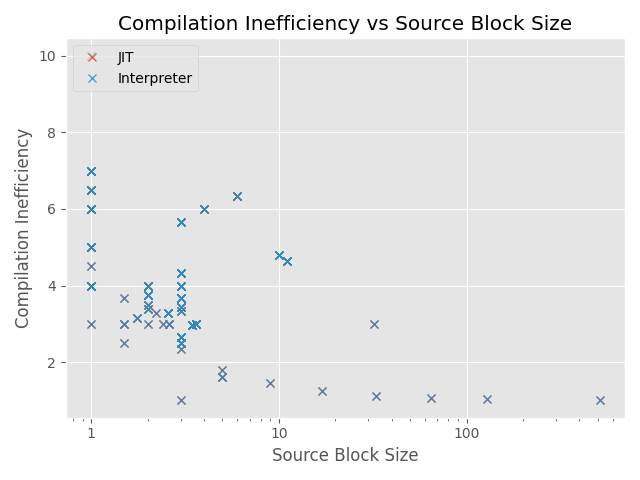 Compilation Inefficiency vs Source Block Size
JIT
Interpreter
Compilation Inefficiency
10
8
6
4
2
1
10
100
Source Block Size